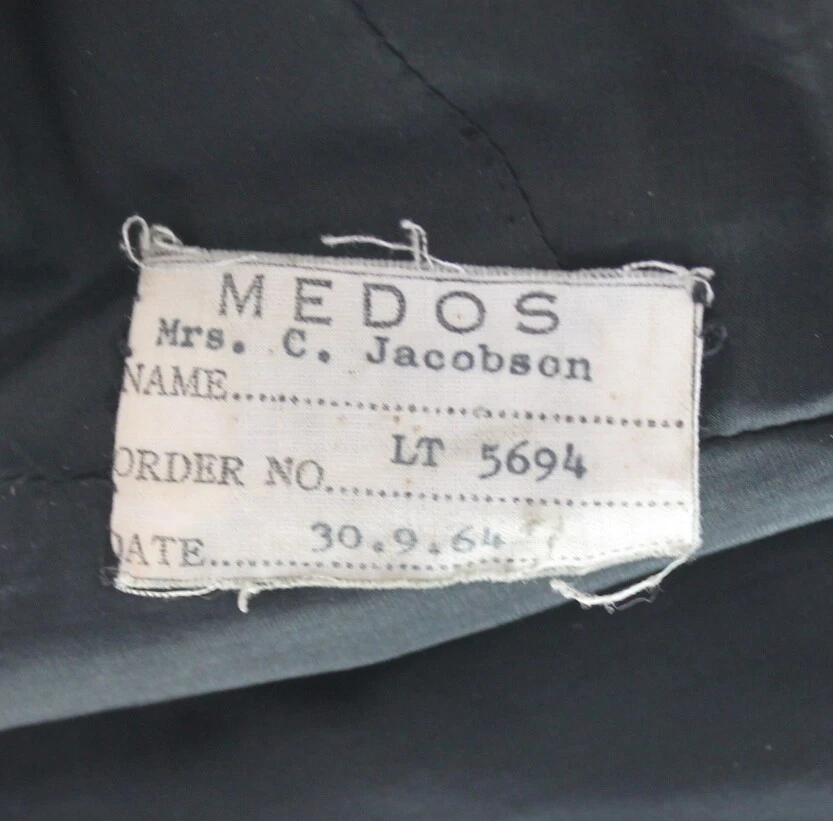 MEDOS
Mrs. C. Jacobson
NAME..............................
ORDER NO. LT 5694
DATE.......30.9.64